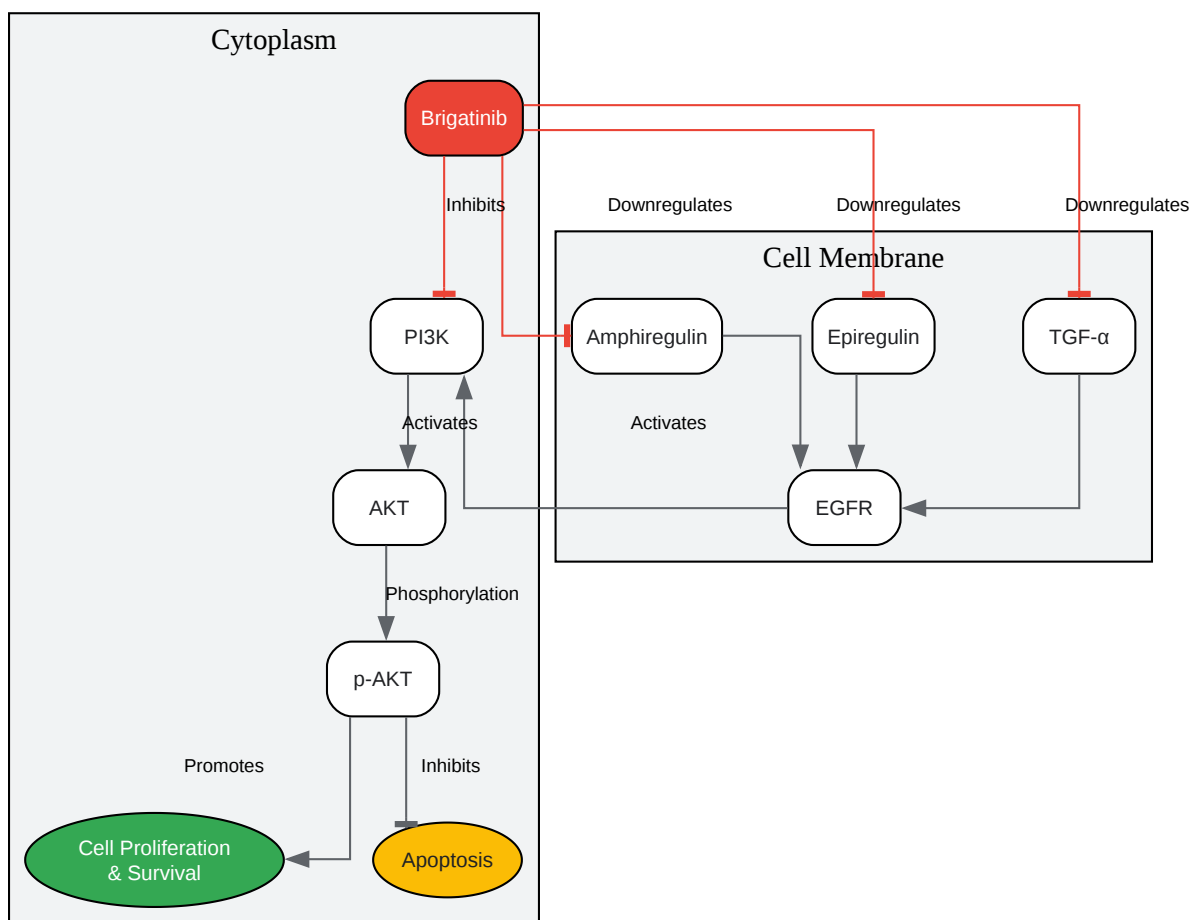 Cytoplasm
Brigatinib
Inhibits
Downregulates
Downregulates
Downregulates
Cell Membrane
PI3K
Amphiregulin
Epiregulin
TGF-α
Activates
Activates
AKT
EGFR
Phosphorylation
p-AKT
Promotes
Inhibits
Cell Proliferation
& Survival
Apoptosis